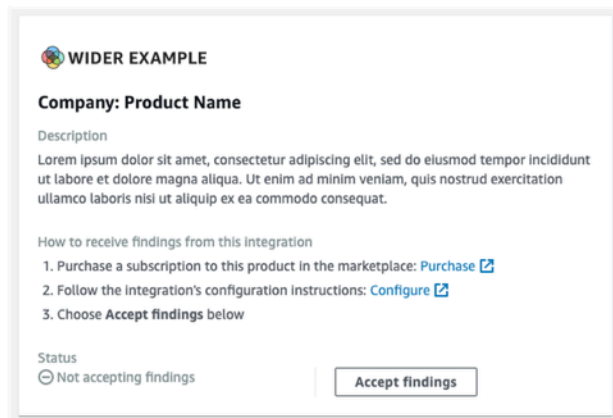 WIDER EXAMPLE
Company: Product Name
Description
Lorem ipsum dolor sit amet, consectetur adipiscing elit, sed do eiusmod tempor incididunt
ut labore et dolore magna aliqua. Ut enim ad minim veniam, quis nostrud exercitation
ullamco laboris nisi ut aliquip ex ea commodo consequat.
How to receive findings from this integration
1. Purchase a subscription to this product in the marketplace: Purchase
2. Follow the integration's configuration instructions: Configure
3. Choose Accept findings below
Status
Not accepting findings
Accept findings